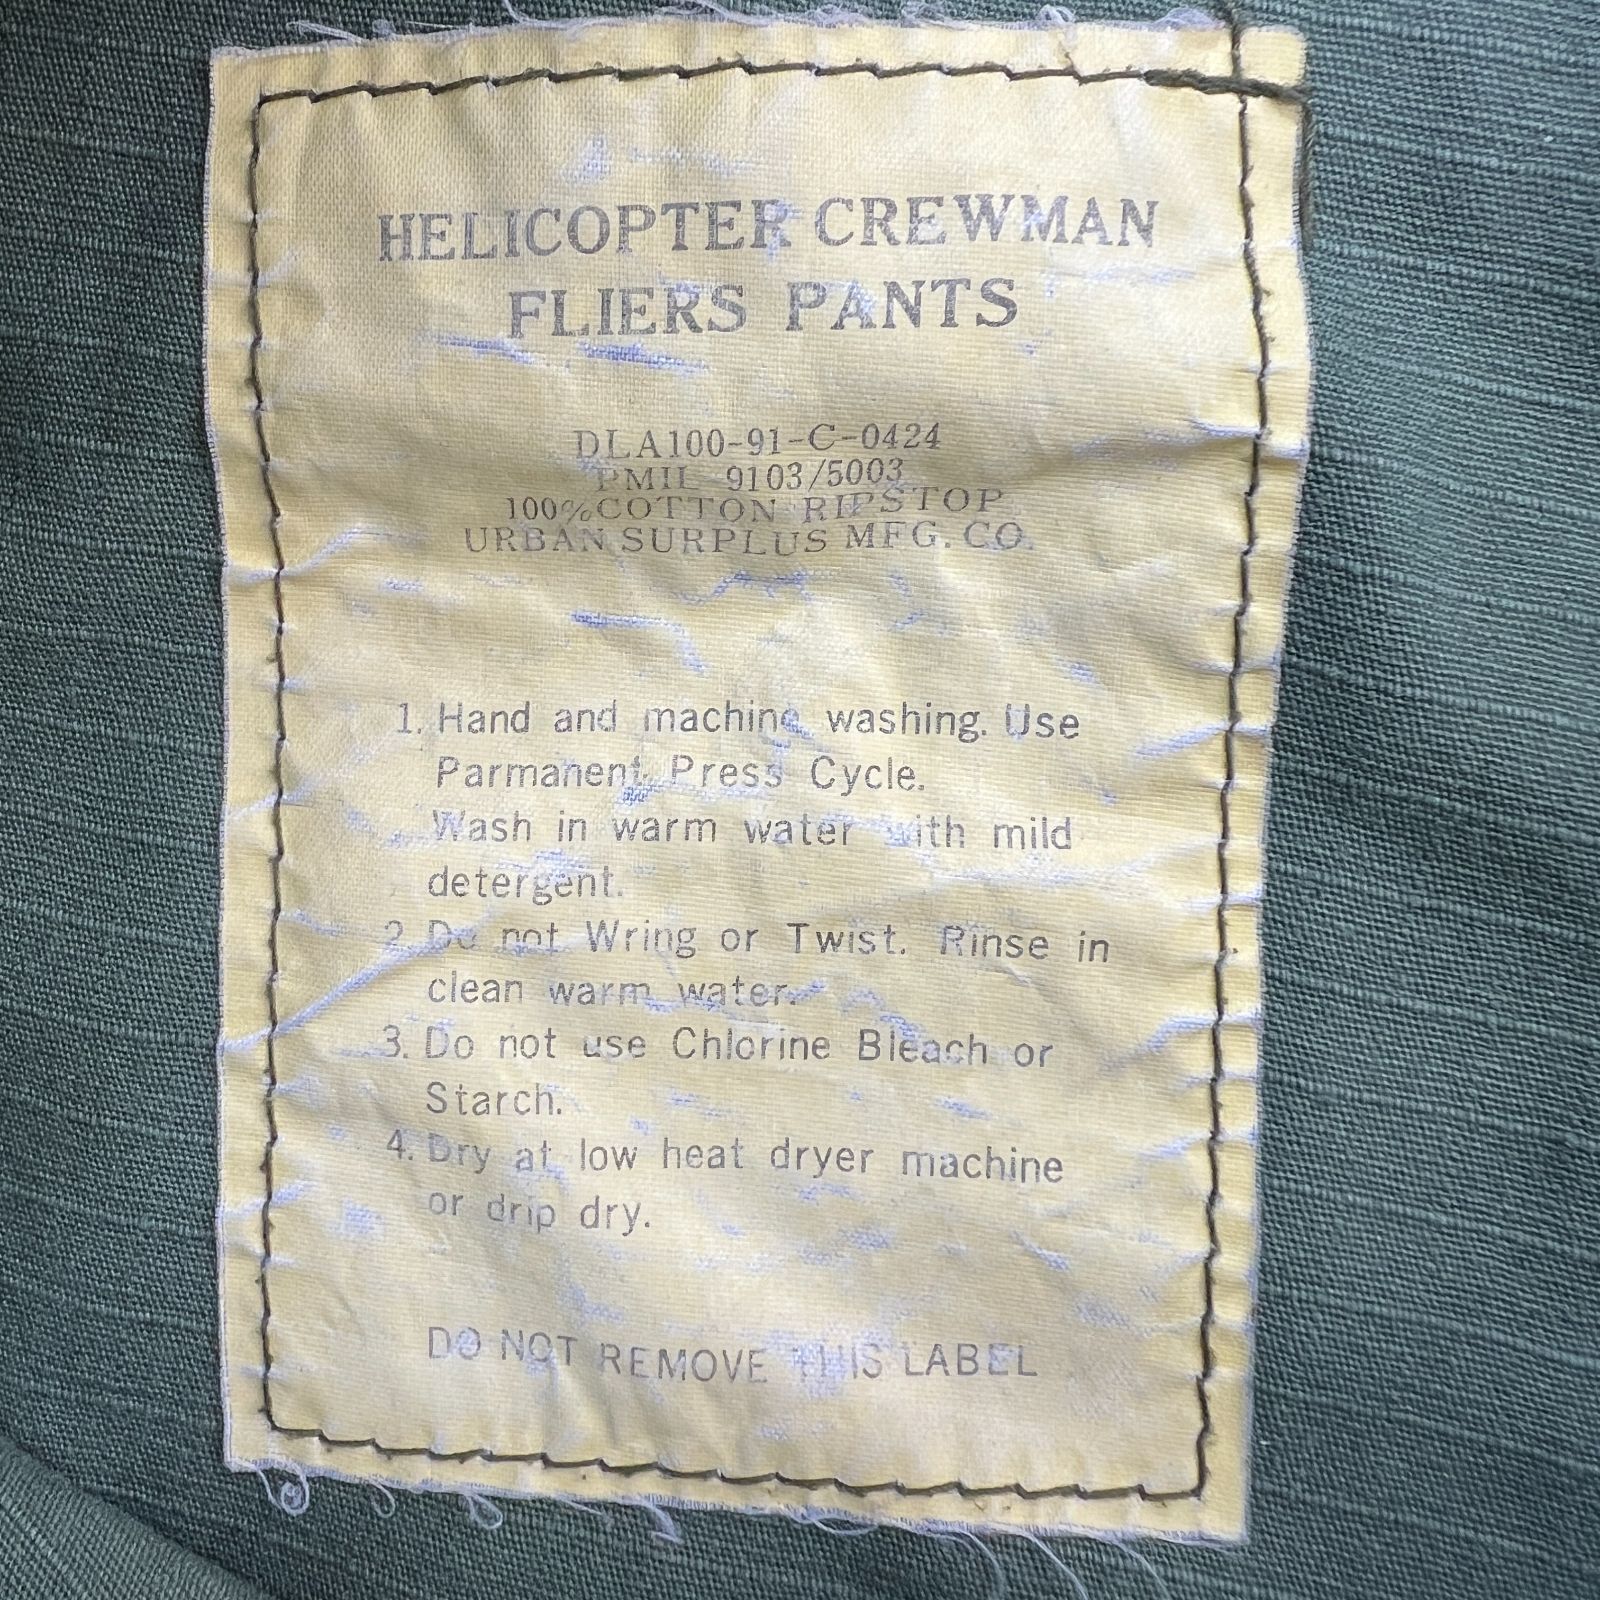 HELICOPTER CREWMAN
FLIERS PANTS
DLA100-91-C-0424
PMIL 9103/5003
100%COTTON RIPSTOP
URBAN SURPLUS MFG. CO.
1. Hand and machine washing. Use
Parmanent Press Cycle.
Wash in warm water with mild
detergent.
2. Do not Wring or Twist. Rinse in
clean warm water.
3. Do not use Chlorine Bleach or
Starch.
4. Dry at low heat dryer machine
or drip dry.
DO NOT REMOVE THIS LABEL